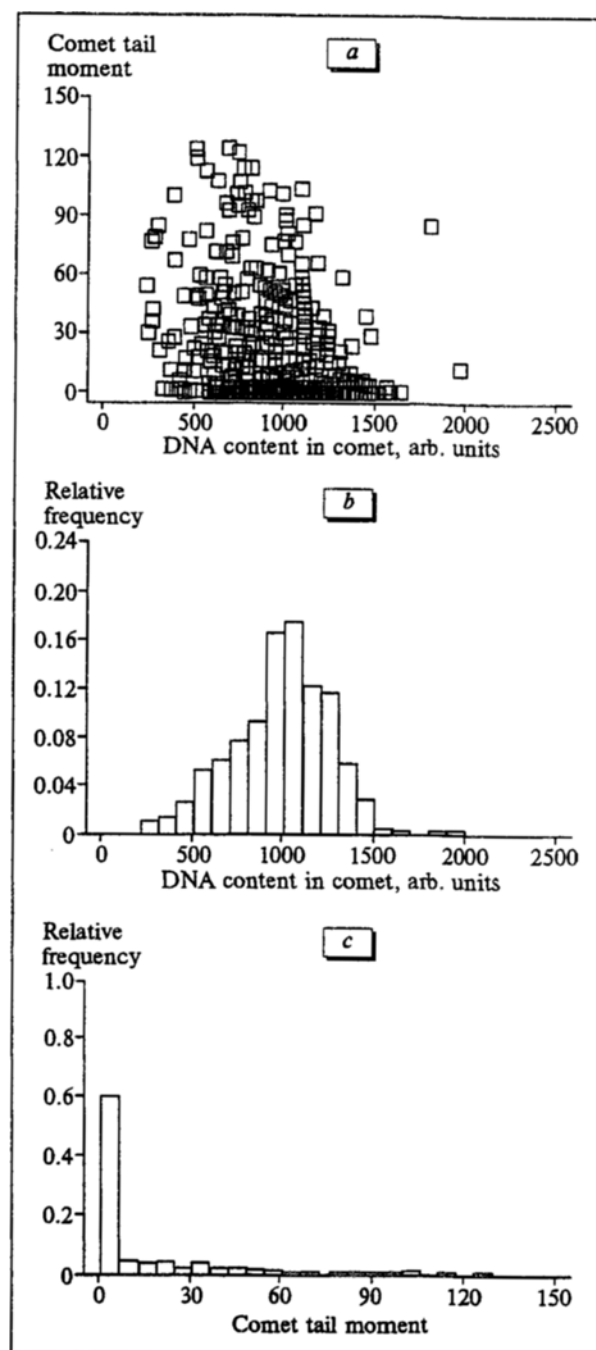 Comet tail
moment
a
150
120
90
60
30
0
500 1000 1500 2000 2500
DNA content in comet, arb. units
Relative
frequency
b
0.24
0.20
0.16
0.12
0.08
0.04
0
0 500 1000 1500 2000 2500
DNA content in comet, arb. units
Relative
frequency
c
1.0
0.8
0.6
0.4
0.2
0
0 30 60 90 120 150
Comet tail moment